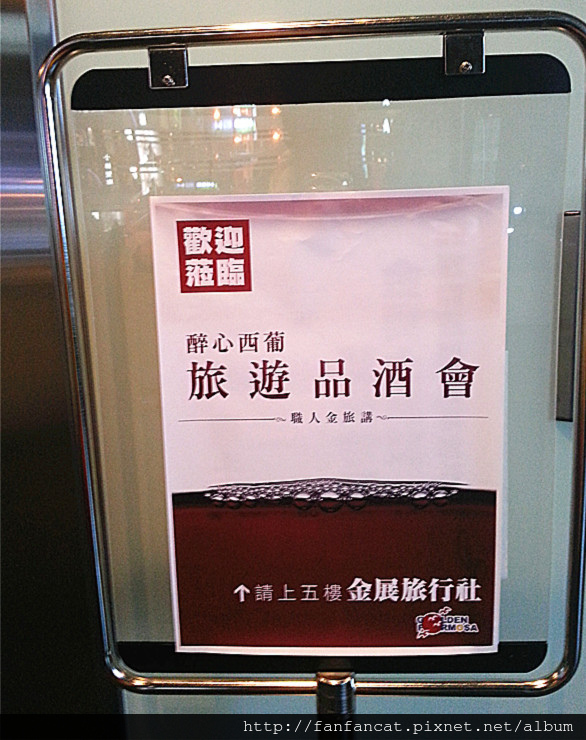 歡迎
蒞臨
醉心西葡
旅遊品酒會
職人金旅講
↑請上五樓 金展旅行社
GOLDEN
FORMOSA
http://fanfancat.pixnet.net/album